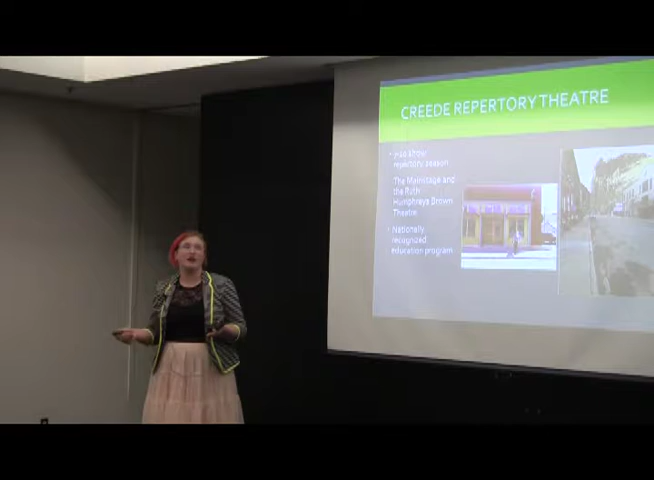 CREEDE REPERTORY THEATRE
repertory season
The Mainstage and
the Ruth
Humphreys Brown
Theatre
Nationally
recognized
education program